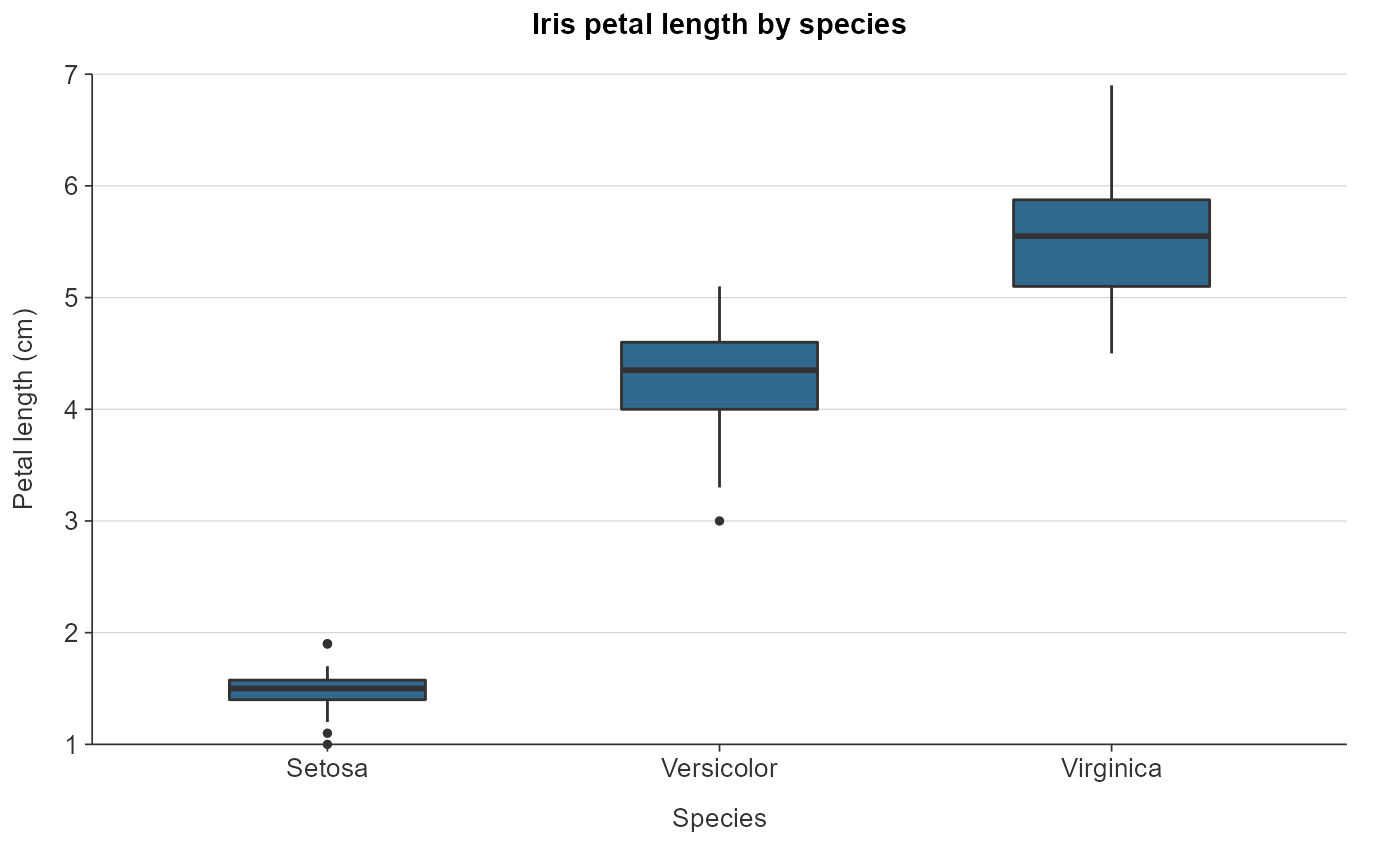 Iris petal length by species
Petal length (cm)
7
6
5
4
3
2
1
Setosa Versicolor Virginica
Species